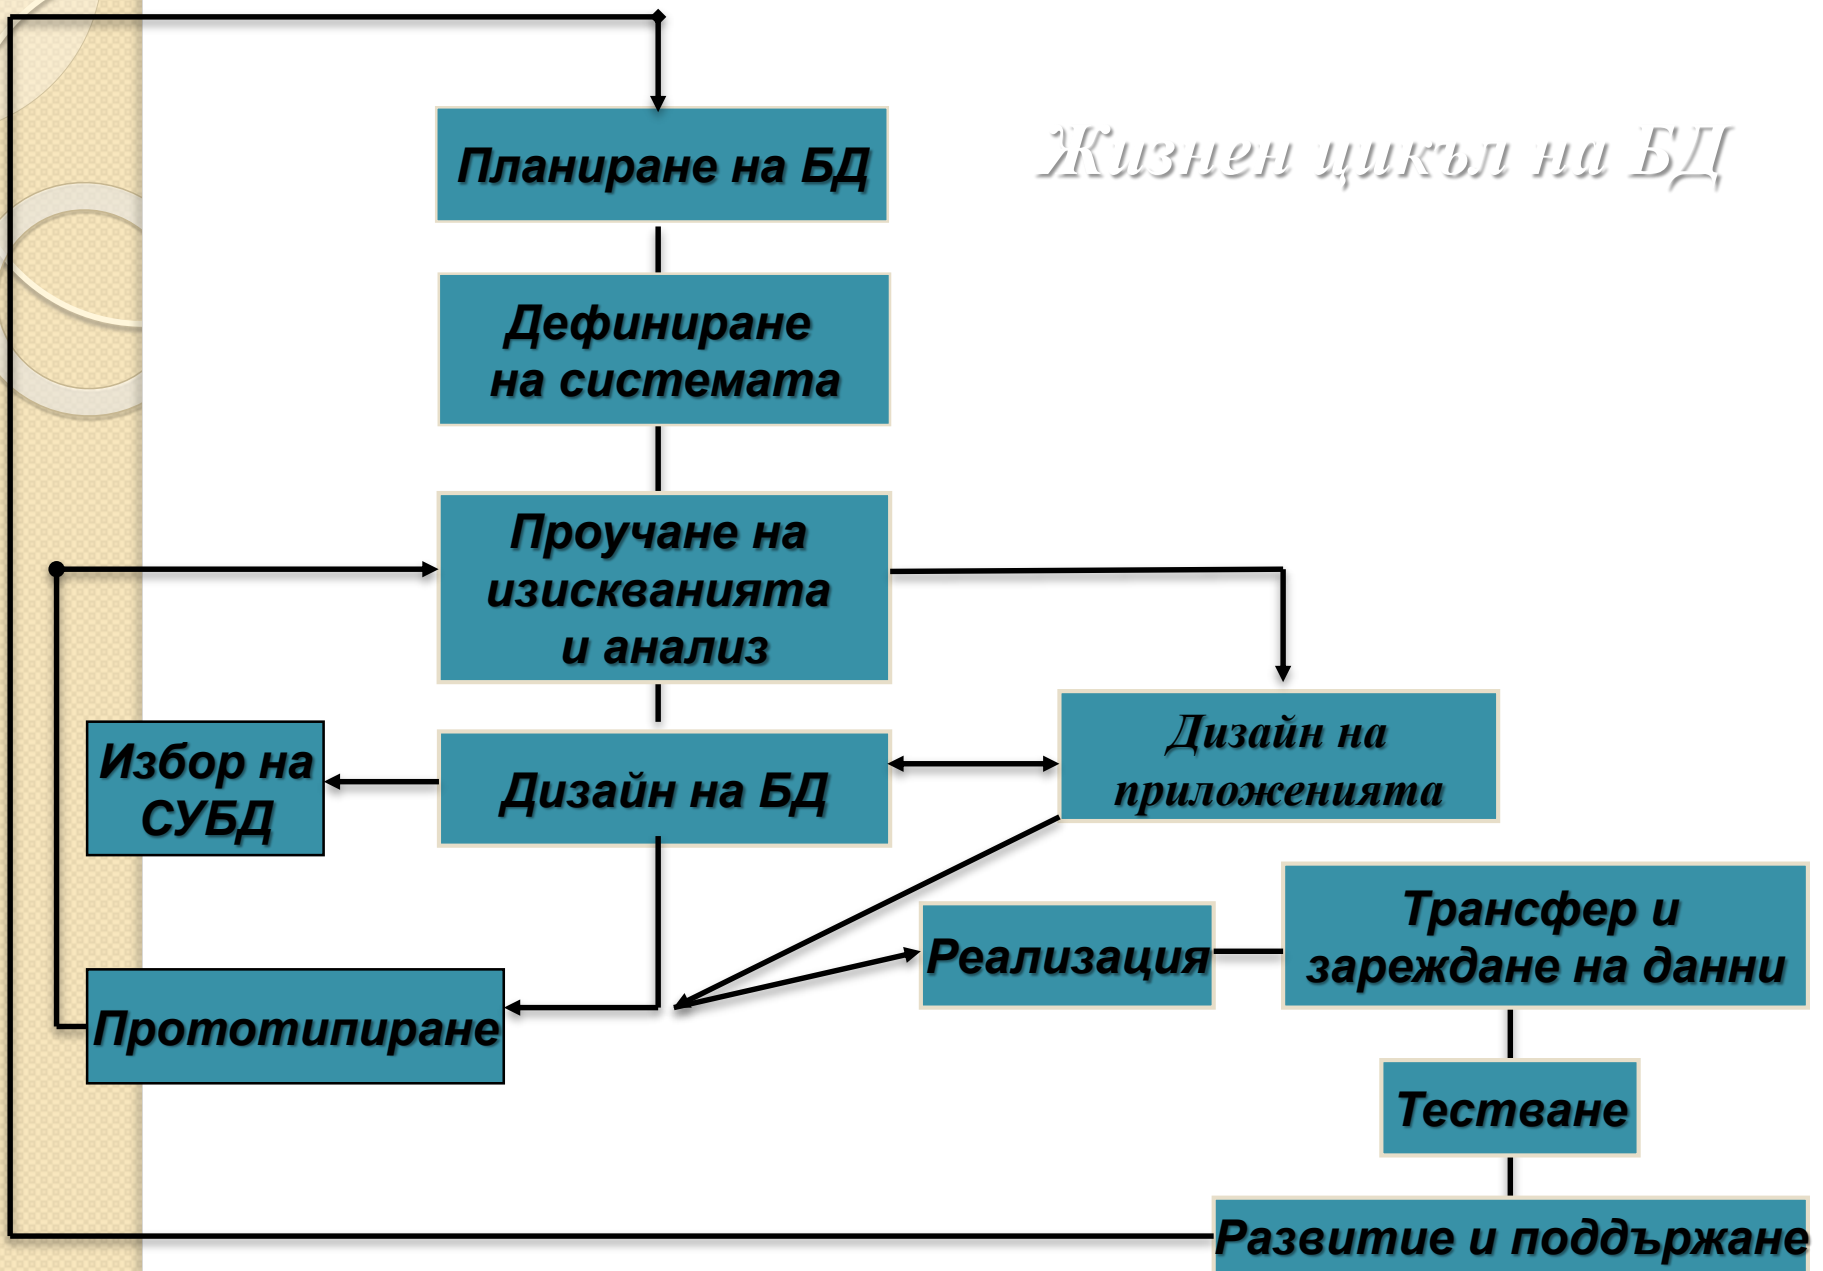 Жизнен цикъл на БД
Планиране на БД
Дефиниране
на системата
Проучане на
изискванията
и анализ
Избор на
СУБД
Дизайн на БД
Дизайн на
приложенията
Прототипиране
Реализация
Трансфер и
зареждане на данни
Тестване
Развитие и поддържане